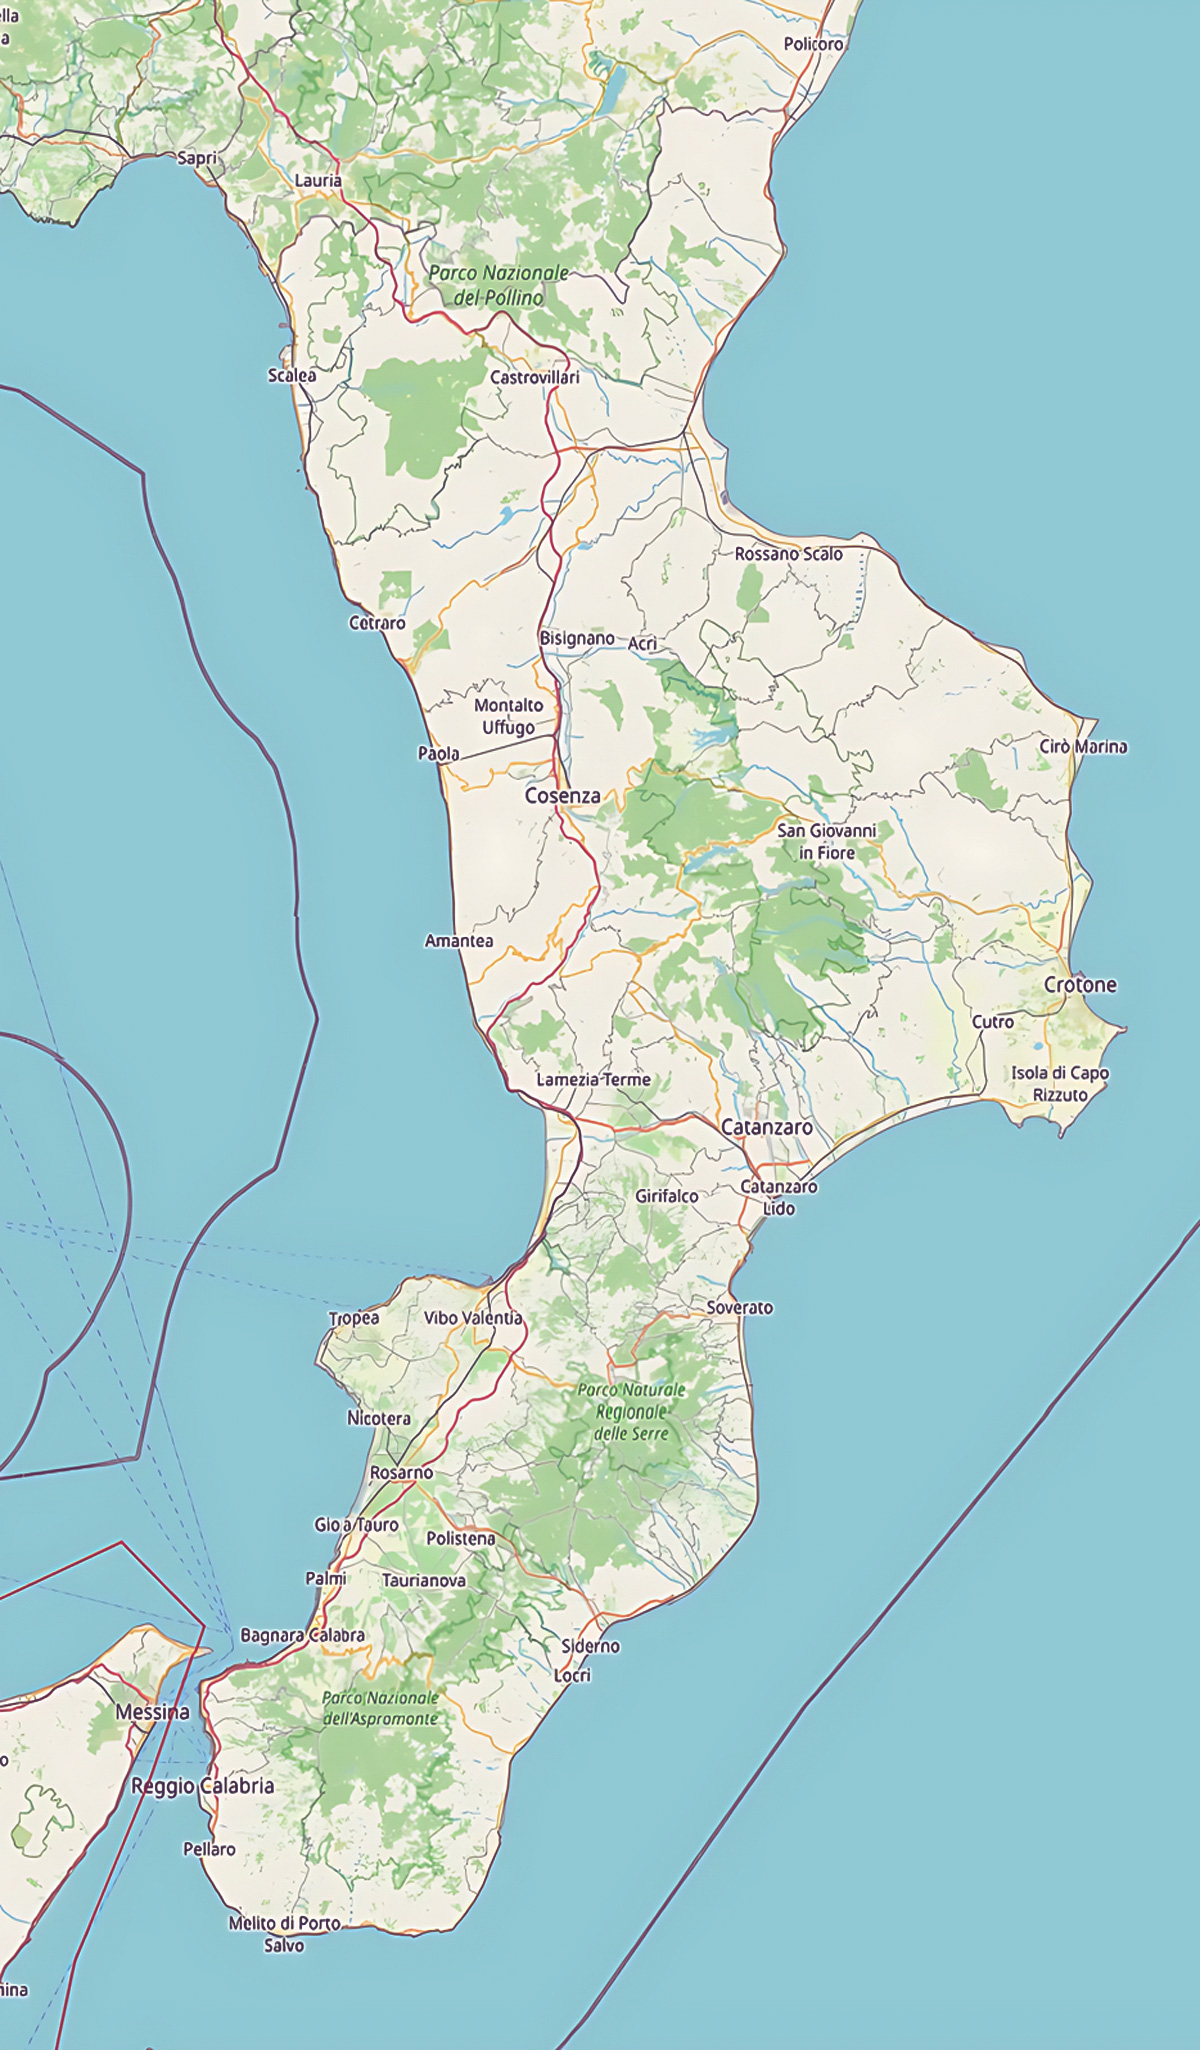 lla
a
Policoro
Sapri
Lauria
Parco Nazionale
del Pollino
Scalea
Castrovillari
Rossano Scalo
Cetraro
Bisignano
Acri
Montalto
Uffugo
Paola
Cirò Marina
Cosenza
San Giovanni
in Fiore
Amantea
Crotone
Cutro
Isola di Capo
Rizzuto
Lamezia Terme
Catanzaro
Catanzaro
Lido
Girifalco
Soverato
Tropea
Vibo Valentia
Parco Naturale
Regionale
delle Serre
Nicotera
Rosarno
Gioia Tauro
Polistena
Palmi
Taurianova
Bagnara Calabra
Siderno
Locri
Parco Nazionale
dell'Aspromonte
Messina
o
Reggio Calabria
Pellaro
Melito di Porto
Salvo
ina